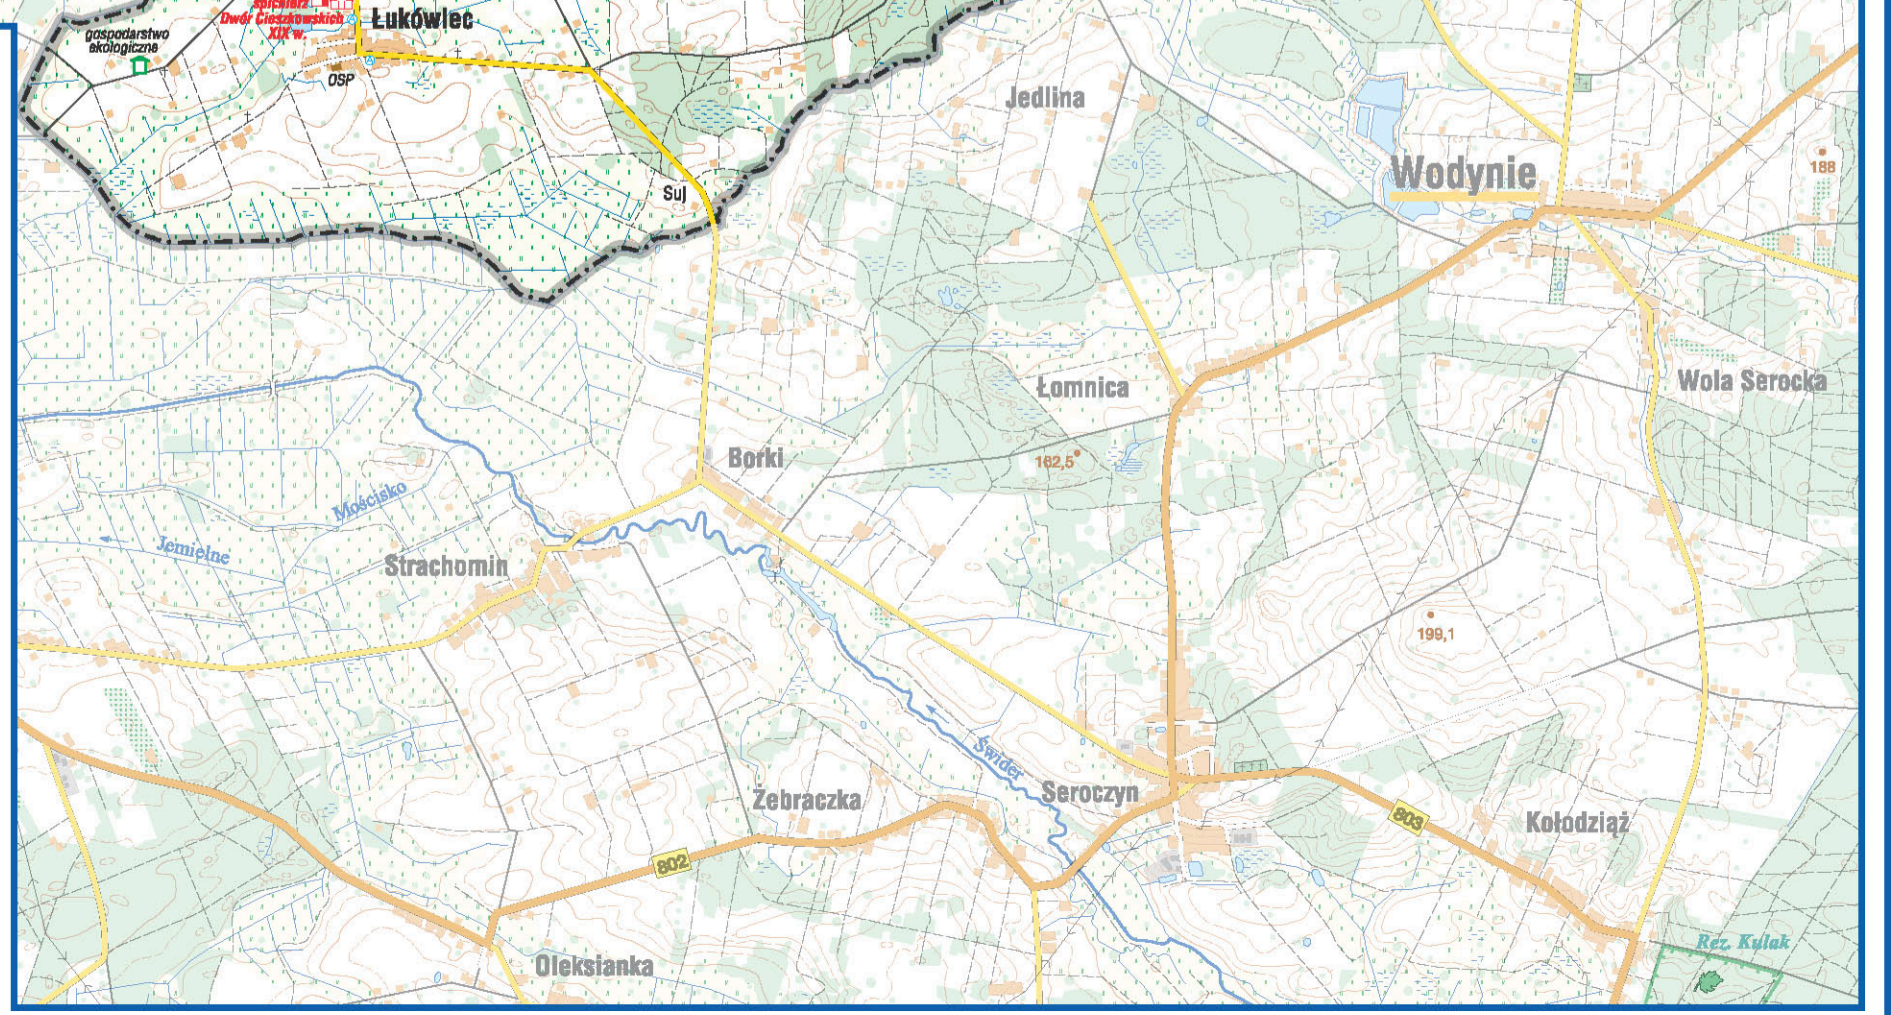 spichlerz
Dwór Cieszkowskich
XIX w.
Łukówiec
gospodarstwo
ekologiczne
OSP
Jedlina
Wodynie
188
Suj
Łomnica
Wola Serocka
Borki
162,5
Mościsko
Jemielne
Strachomin
199,1
Świder
Żebraczka
Seroczyn
803
Kołodziąż
802
Rez. Kulak
Oleksianka